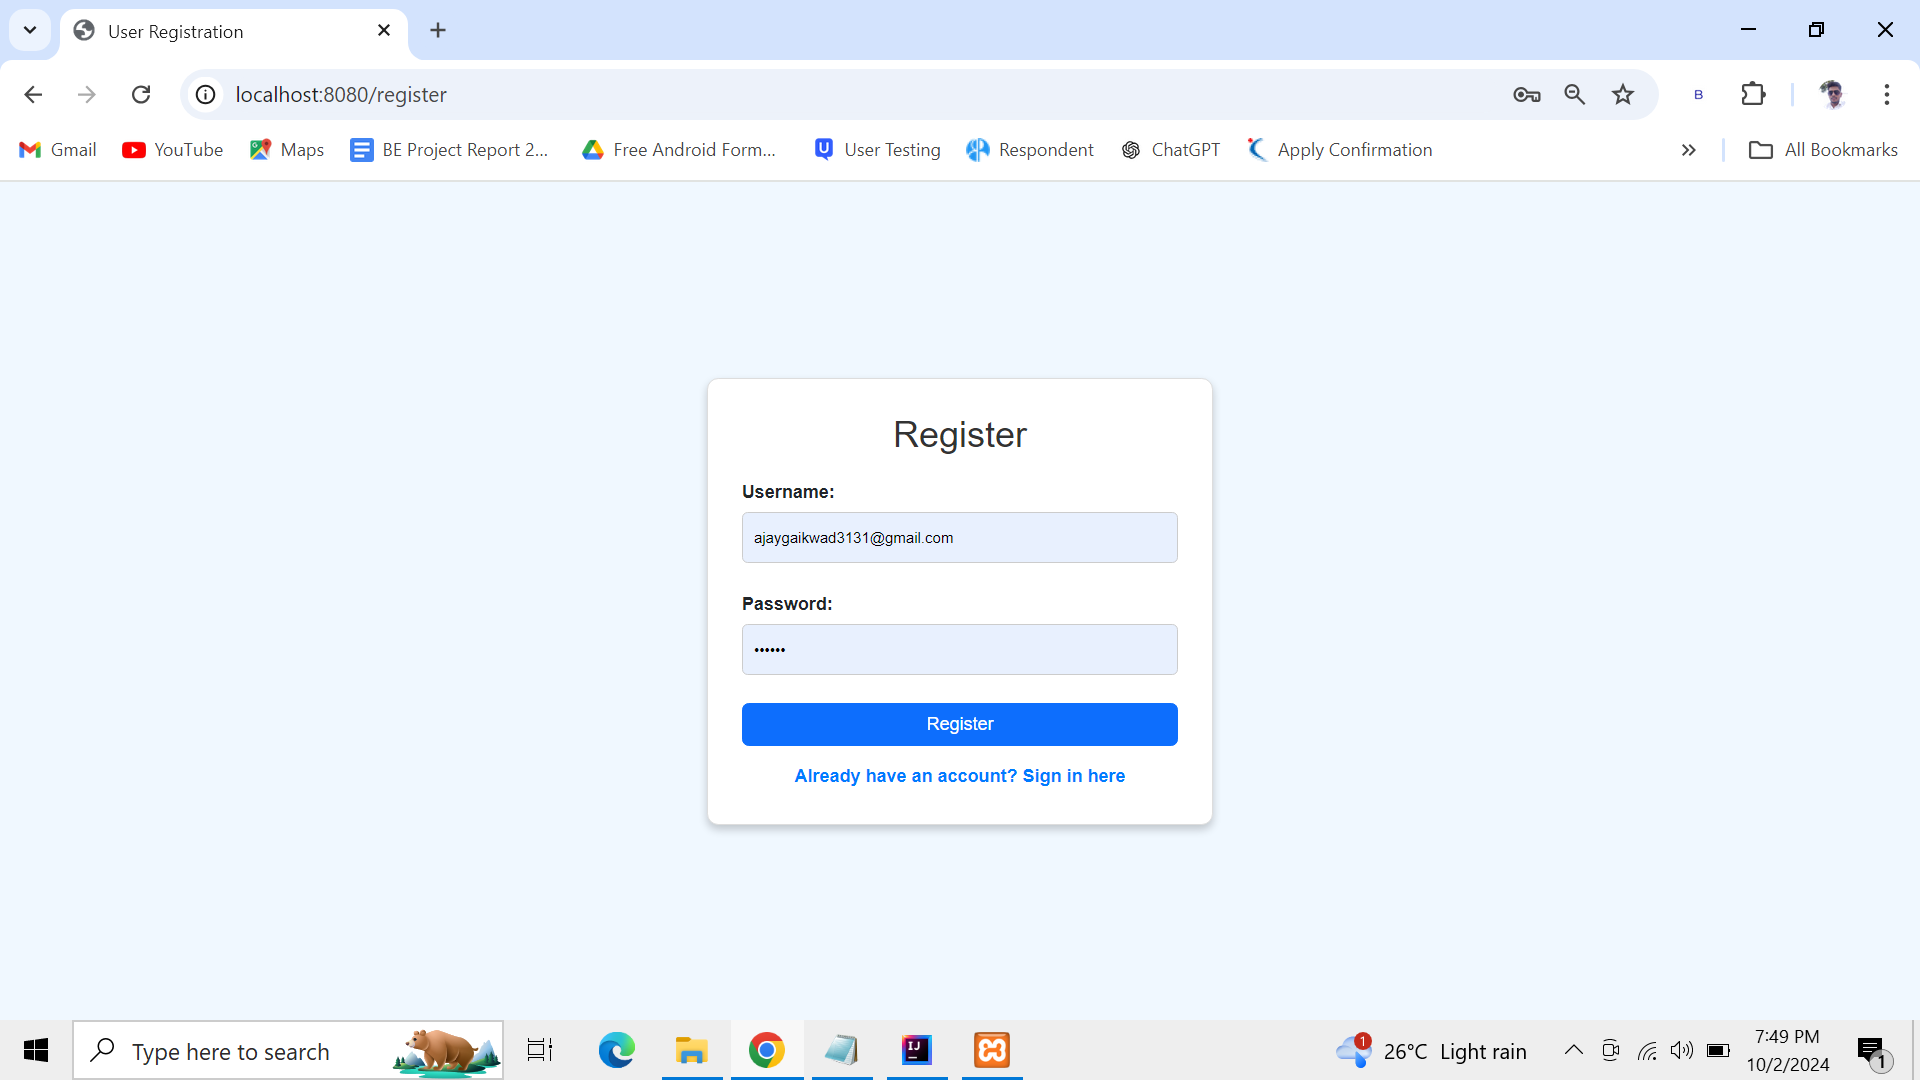 User Registration
localhost:8080/register
B
Gmail YouTube Maps BE Project Report 2... Free Android Form... User Testing Respondent ChatGPT Apply Confirmation » All Bookmarks
Register
Username:
ajaygaikwad3131@gmail.com
Password:
••••••
Register
Already have an account? Sign in here
Type here to search
IJ
1
26°C Light rain
7:49 PM
10/2/2024
1